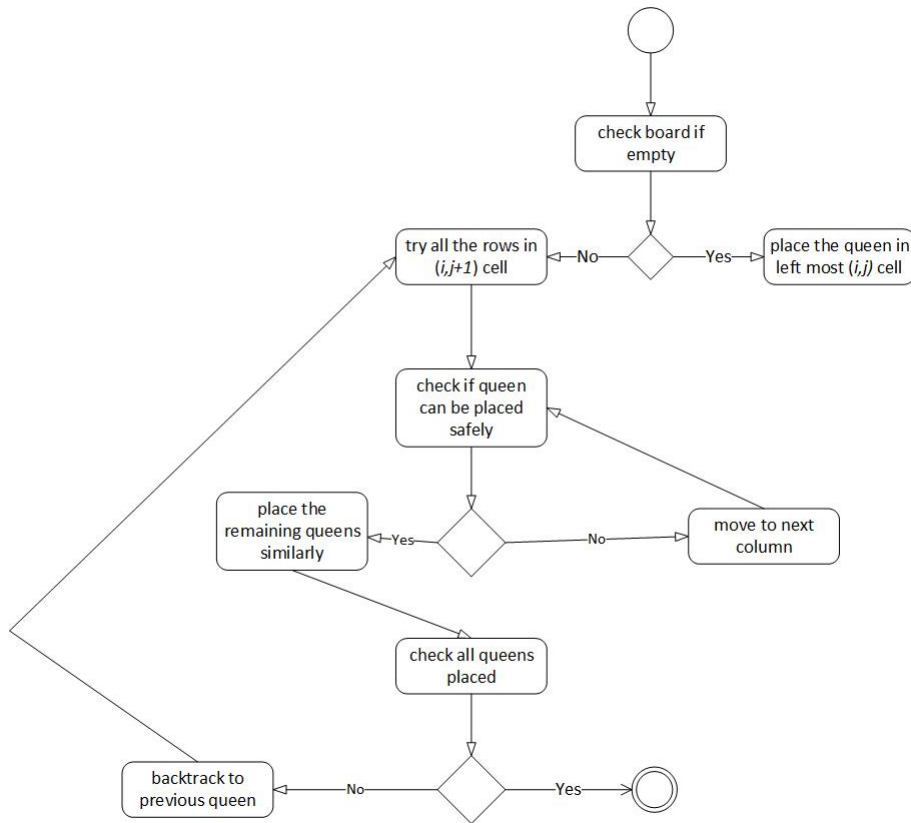 check board if
empty
try all the rows in
(i,j+1) cell
No
Yes
place the queen in
left most (i,j) cell
check if queen
can be placed
safely
place the
remaining queens
similarly
Yes
No
move to next
column
check all queens
placed
backtrack to
previous queen
No
Yes